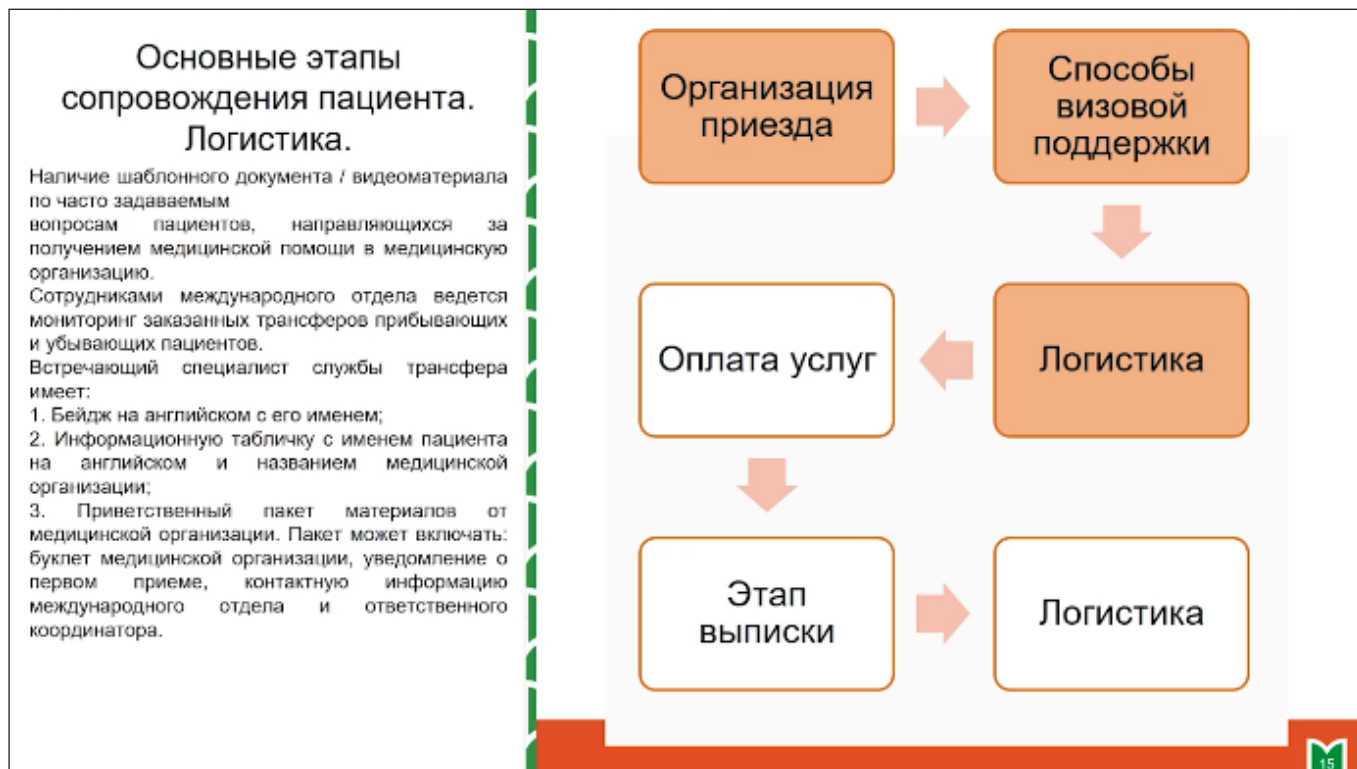 Основные этапы
сопровождения пациента.
Логистика.
Наличие шаблонного документа / видеоматериала
по часто задаваемым
вопросам пациентов, направляющихся за
получением медицинской помощи в медицинскую
организацию.
Сотрудниками международного отдела ведется
мониторинг заказанных трансферов прибывающих
и убывающих пациентов.
Встречающий специалист службы трансфера
имеет:
1. Бейдж на английском с его именем;
2. Информационную табличку с именем пациента
на английском и названием медицинской
организации;
3. Приветственный пакет материалов от
медицинской организации. Пакет может включать:
буклет медицинской организации, уведомление о
первом приеме, контактную информацию
международного отдела и ответственного
координатора.
Организация
приезда
Способы
визовой
поддержки
Логистика
Оплата услуг
Этап
выписки
Логистика
15